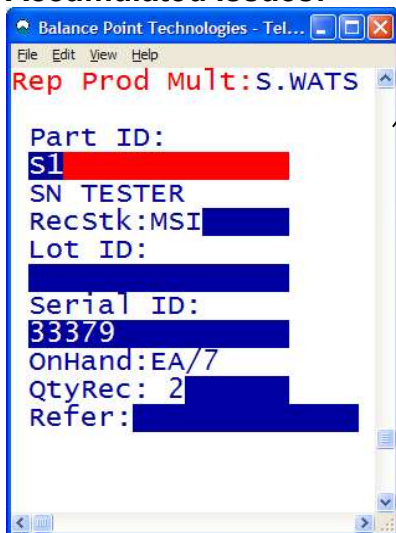 Balance Point Technologies - Tel...
File Edit View Help
Rep Prod Mult:S.WATS
Part ID:
S1
SN TESTER
RecStk:MSI
Lot ID:
Serial ID:
33379
OnHand:EA/7
QtyRec: 2
Refer: